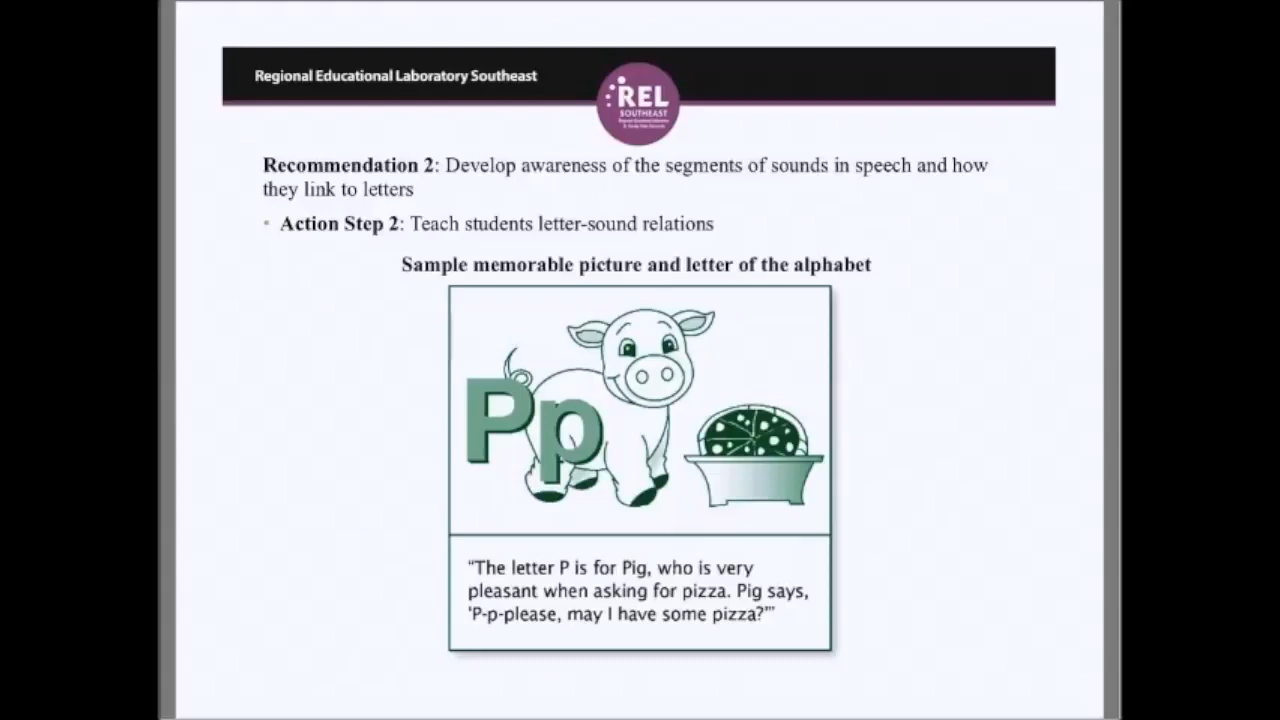 Regional Educational Laboratory Southeast
REL
SOUTHEAST
Recommendation 2: Develop awareness of the segments of sounds in speech and how
they link to letters
• Action Step 2: Teach students letter-sound relations
Sample memorable picture and letter of the alphabet
Pp
"The letter P is for Pig, who is very
pleasant when asking for pizza. Pig says,
'P-p-please, may I have some pizza?'"